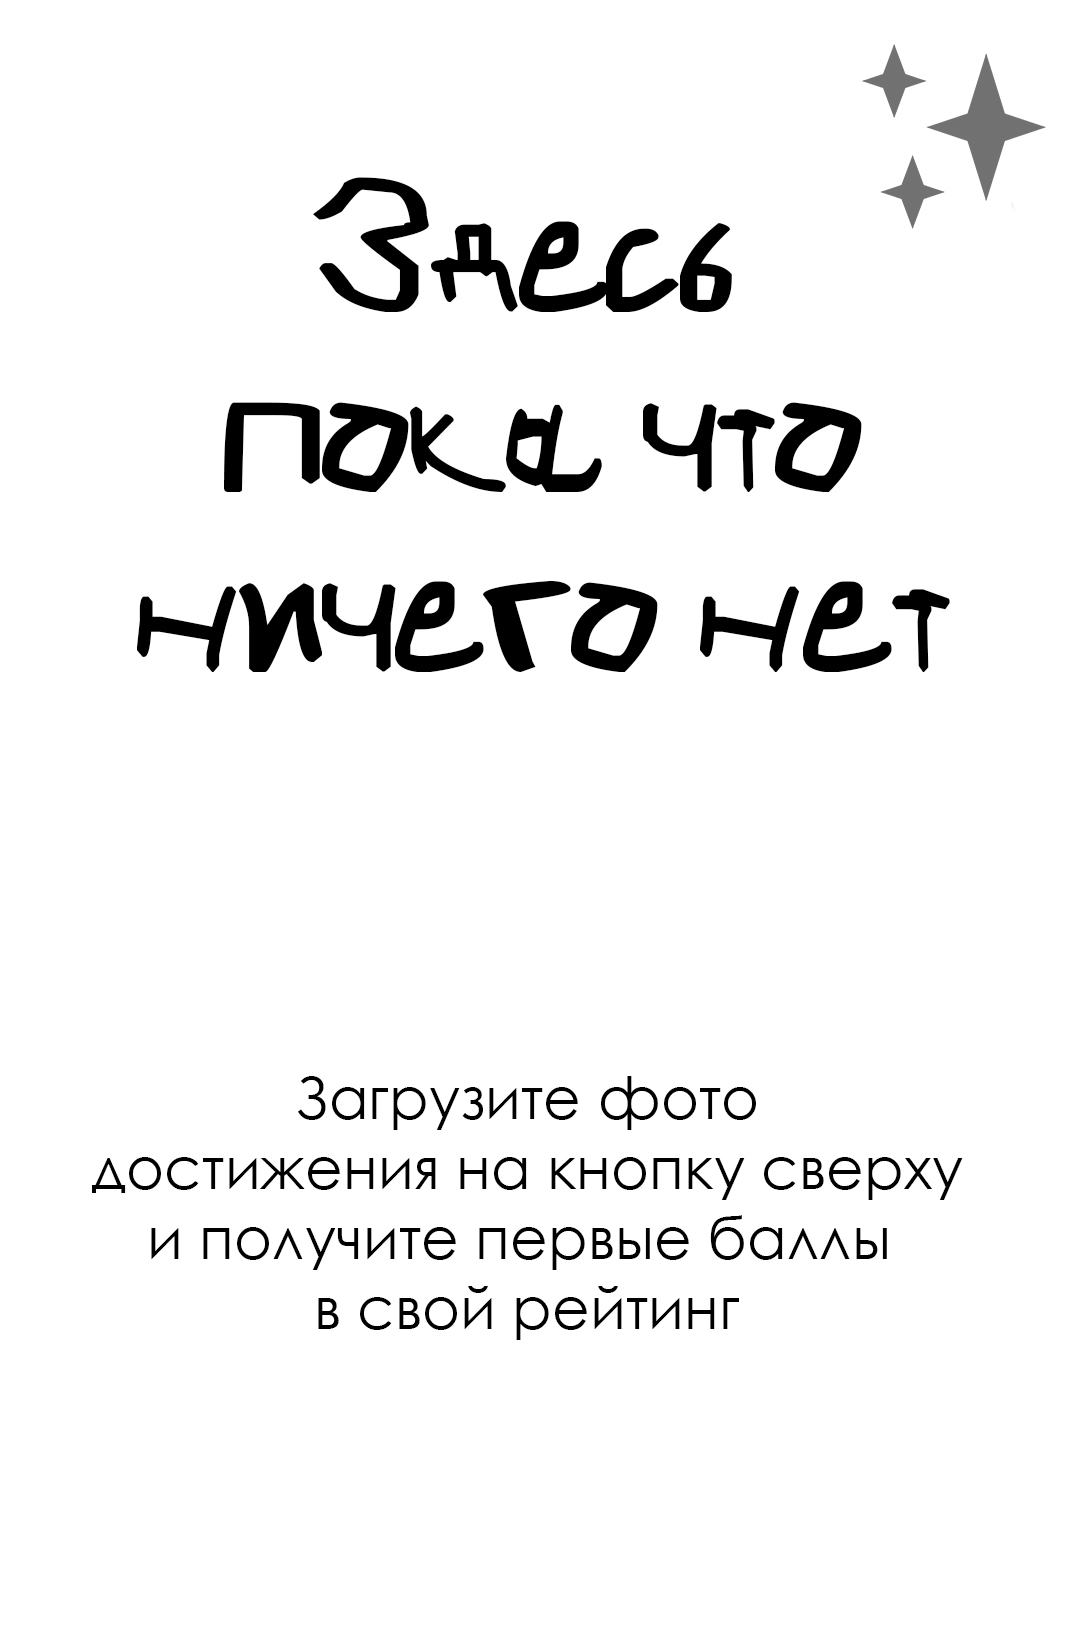 Здесь
пока что
ничего нет
Загрузите фото
достижения на кнопку сверху
и получите первые баллы
в свой рейтинг